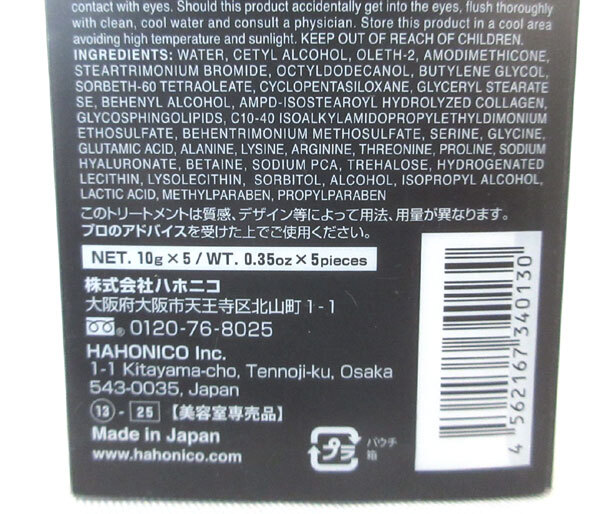 contact with eyes. Should this product accidentally get into the eyes, flush thoroughly
with clean, cool water and consult a physician. Store this product in a cool area
avoiding high temperature and sunlight. KEEP OUT OF REACH OF CHILDREN.
INGREDIENTS: WATER, CETYL ALCOHOL, OLETH-2, AMODIMETHICONE,
STEARTRIMONIUM BROMIDE, OCTYLDODECANOL, BUTYLENE GLYCOL,
SORBETH-60 TETRAOLEATE, CYCLOPENTASILOXANE, GLYCERYL STEARATE
SE, BEHENYL ALCOHOL, AMPD-ISOSTEAROYL HYDROLYZED COLLAGEN,
GLYCOSPHINGOLIPIDS, C10-40 ISOALKYLAMIDOPROPYLETHYLDIMONIUM
ETHOSULFATE, BEHENTRIMONIUM METHOSULFATE, SERINE, GLYCINE,
GLUTAMIC ACID, ALANINE, LYSINE, ARGININE, THREONINE, PROLINE, SODIUM
HYALURONATE, BETAINE, SODIUM PCA, TREHALOSE, HYDROGENATED
LECITHIN, LYSOLECITHIN, SORBITOL, ALCOHOL, ISOPROPYL ALCOHOL,
LACTIC ACID, METHYLPARABEN, PROPYLPARABEN
このトリートメントは質感、デザイン等によって用法、用量が異なります。
プロのアドバイスを受けた上でご使用ください。
NET. 10g×5/WT. 0.35oz×5pieces
株式会社ハホニコ
大阪府大阪市天王寺区北山町1-1
0120-76-8025
HAHONICO Inc.
1-1 Kitayama-cho, Tennoji-ku, Osaka
543-0035, Japan
⑬-25【美容室専売品】
Made in Japan
www.hahonico.com
プラ
パウチ
箱
4 562167 340130